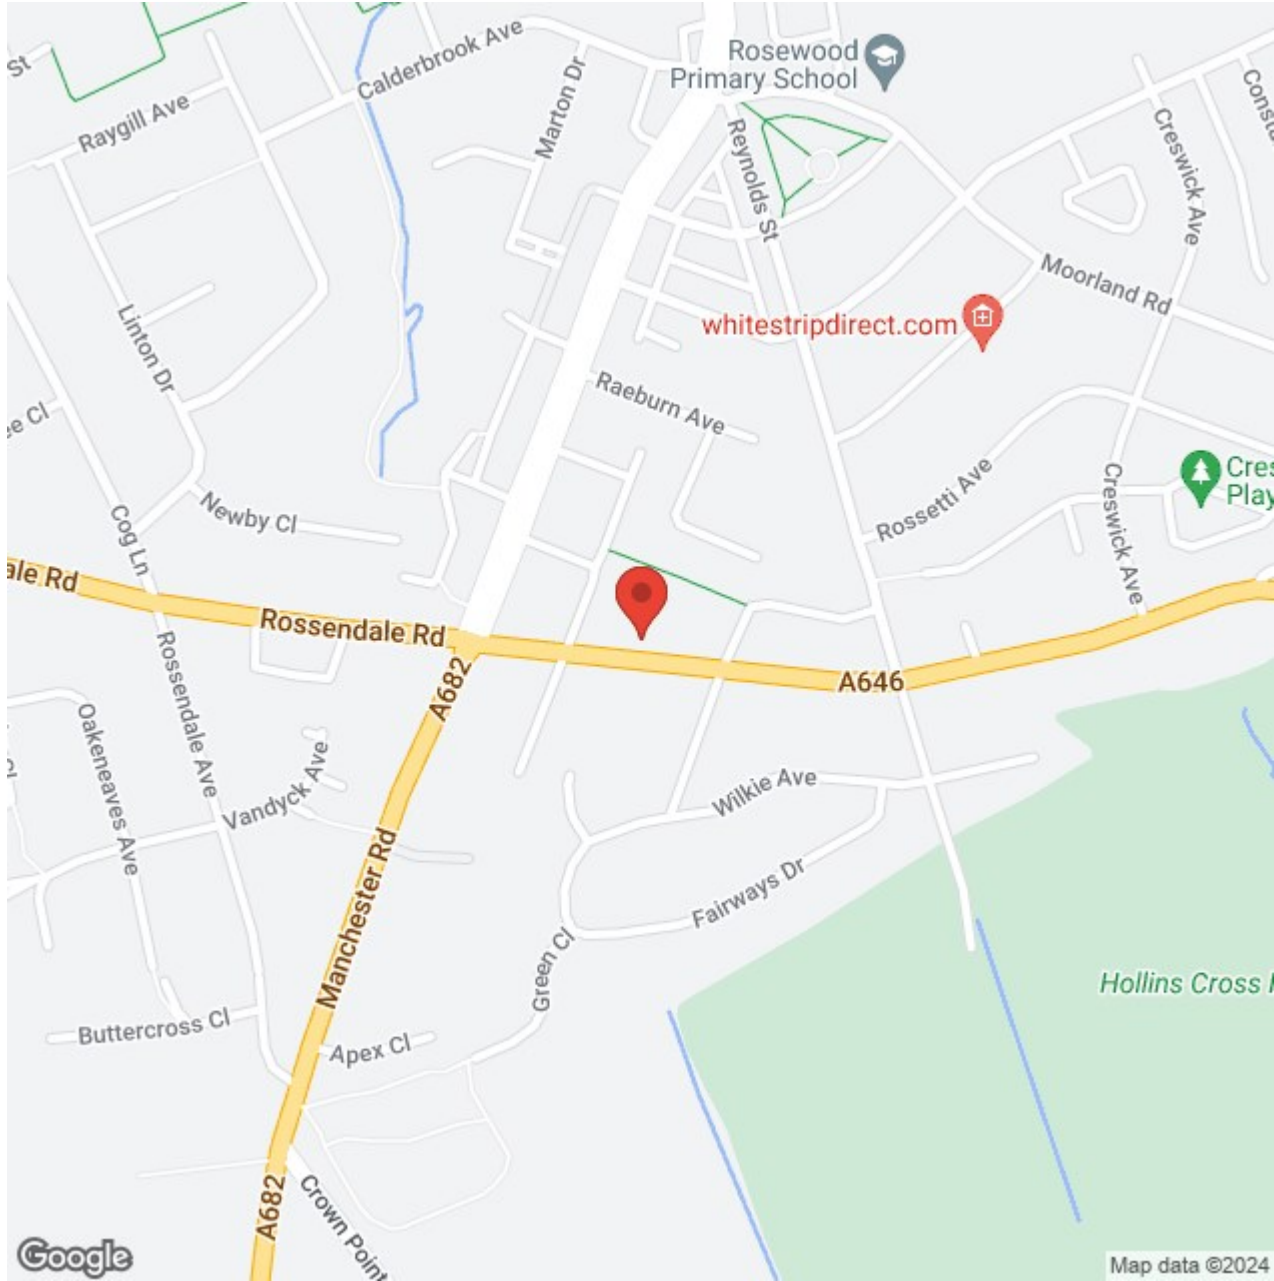 St
Calderbrook Ave
Raygill Ave
Marton Dr
Rosewood
Primary School
Reynolds St
Creswick Ave
Moorland Rd
whitestripdirect.com
Linton Dr
Raeburn Ave
Cog Ln
Newby Cl
Rossetti Ave
Creswick Ave
Rossendale Rd
A682
A646
Rossendale Ave
Oakeneaves Ave
Vandyck Ave
Wilkie Ave
Manchester Rd
Fairways Dr
Green Cl
Hollins Cross
Buttercross Cl
Apex Cl
A682
Crown Point
Google
Map data ©2024